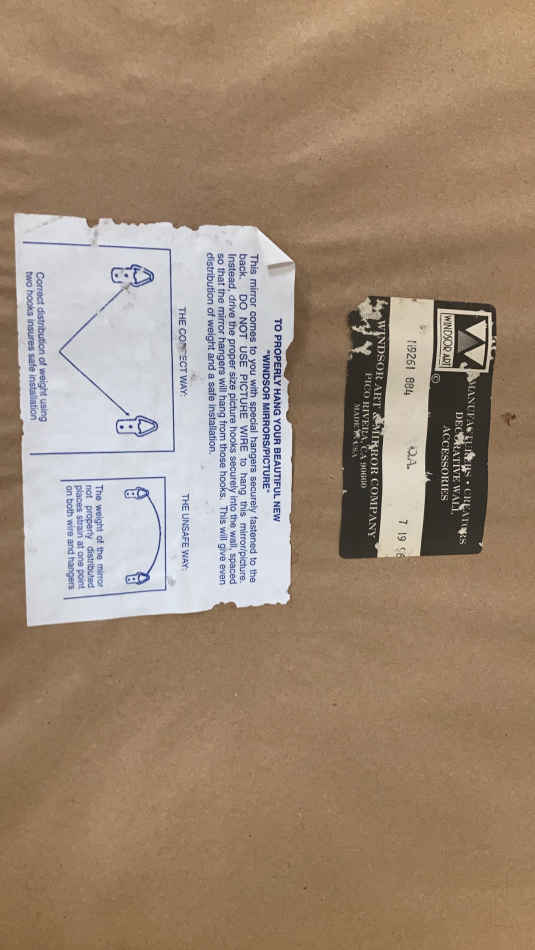 MANUFACTURERS • CREATORS
DECORATIVE WALL
ACCESSORIES
WINDSOR ART
©
119261 884
7 19 96
WINDSOR ART & MIRROR COMPANY
PICO RIVERA, CA 90660
MADE IN USA
TO PROPERLY HANG YOUR BEAUTIFUL NEW
"WINDSOR MIRRORS/PICTURE"
This mirror comes to you with special hangers securely fastened to the
back. DO NOT USE PICTURE WIRE to hang this mirror/picture.
Instead, drive the proper size picture hooks securely into the wall, spaced
so that the mirror hangers will hang from those hooks. This will give even
distribution of weight and a safe installation.
THE CORRECT WAY:
Correct distribution of weight using
two hooks insures safe installation
THE UNSAFE WAY:
The weight of the mirror
not properly distributed
places strain at one point
on both wire and hangers